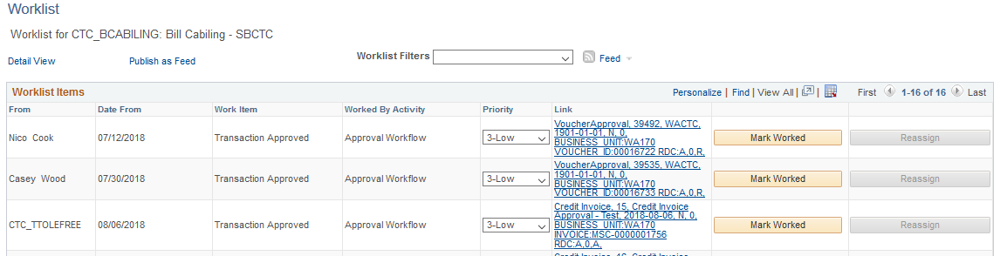 Worklist
Worklist for CTC_BCABILING: Bill Cabiling - SBCTC
Detail View Publish as Feed Worklist Filters Feed
Worklist Items Personalize | Find | View All | | First 1-16 of 16 Last
From Date From Work Item Worked By Activity Priority Link
Nico Cook 07/12/2018 Transaction Approved Approval Workflow 3-Low
VoucherApproval, 39492, WACTC,
1901-01-01, N, 0,
BUSINESS_UNIT:WA170
VOUCHER_ID:00016722 RDC:A,0,R,
Mark Worked Reassign
Casey Wood 07/30/2018 Transaction Approved Approval Workflow 3-Low
VoucherApproval, 39535, WACTC,
1901-01-01, N, 0,
BUSINESS_UNIT:WA170
VOUCHER_ID:00016733 RDC:A,0,R,
Mark Worked Reassign
CTC_TTOLEFREE 08/06/2018 Transaction Approved Approval Workflow 3-Low
Credit Invoice, 15, Credit Invoice
Approval - Test, 2018-08-06, N, 0,
BUSINESS_UNIT:WA170
INVOICE:MSC-0000001756
RDC:A,0,A,
Mark Worked Reassign
Credit Invoice, 16, Credit Invoice